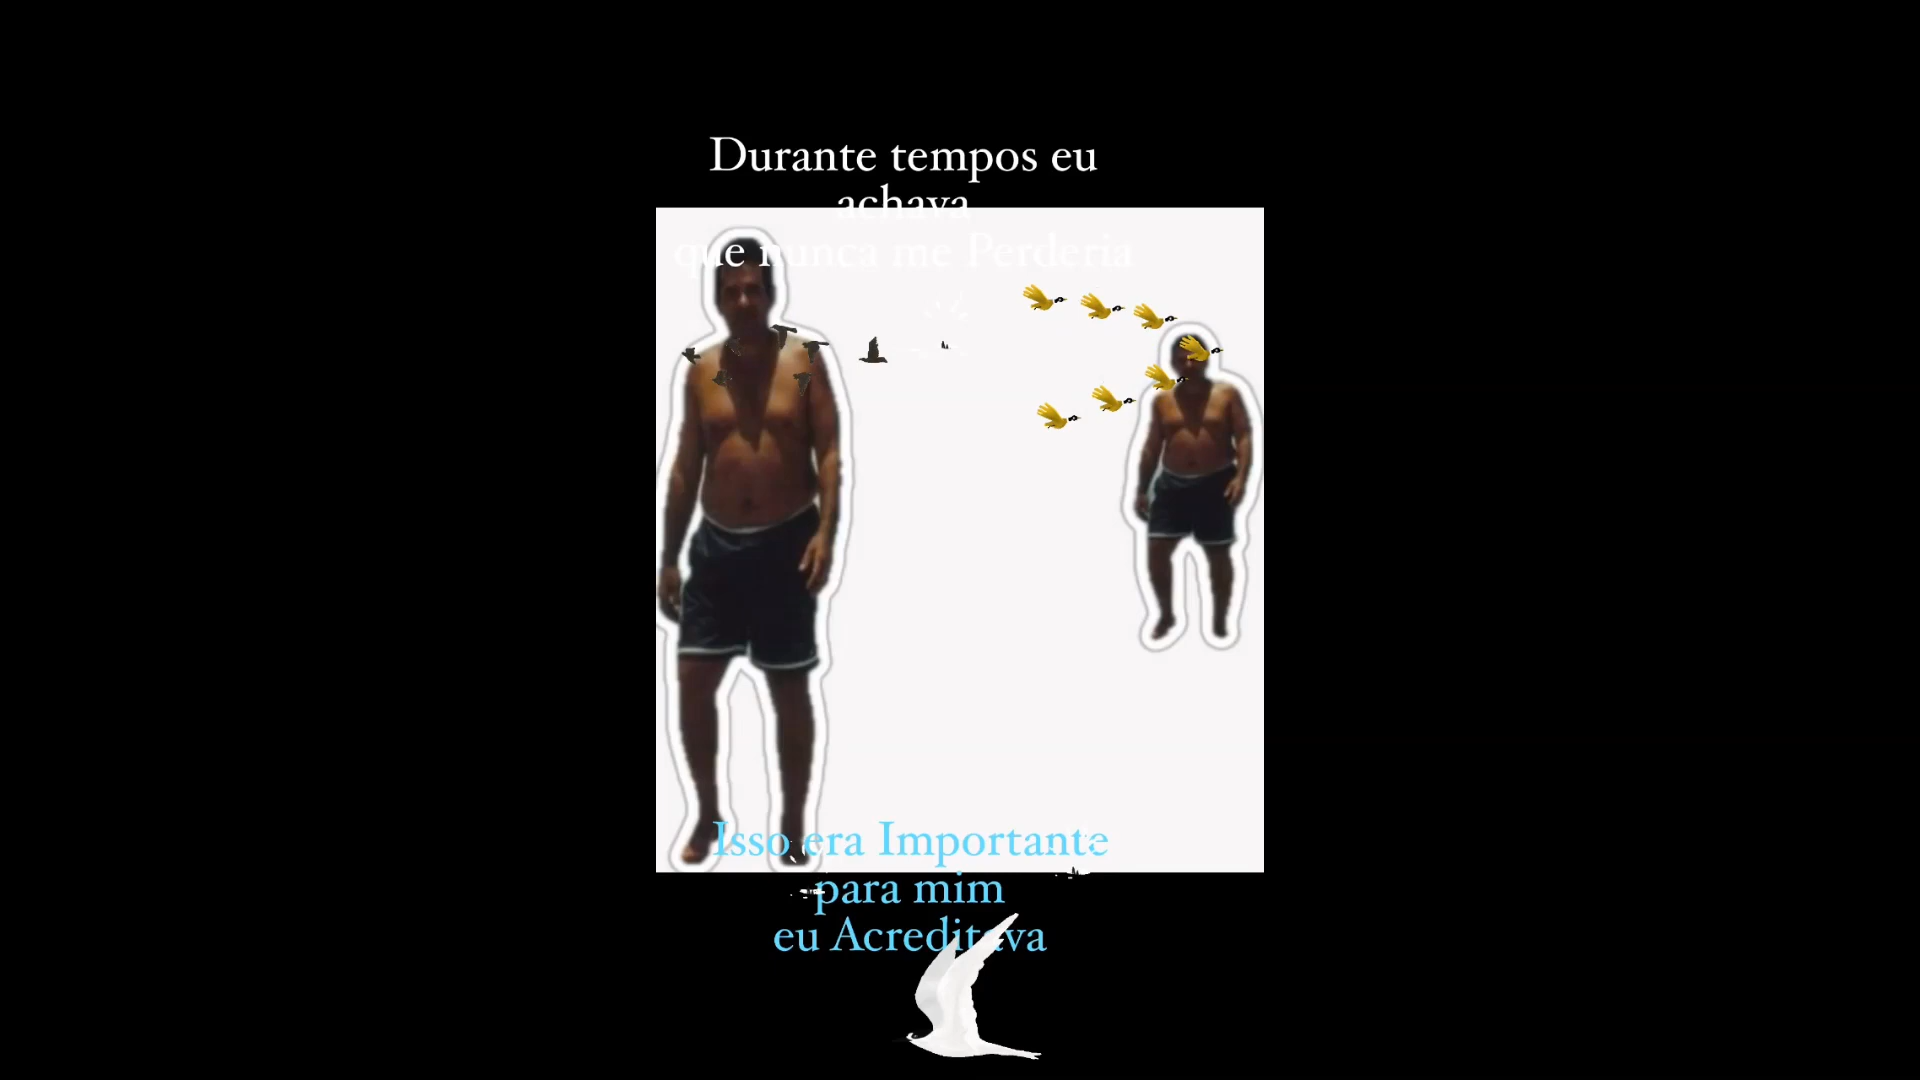 Durante tempos eu
achava
que nunca me Perderia
Isso era Importante
para mim
eu Acreditava